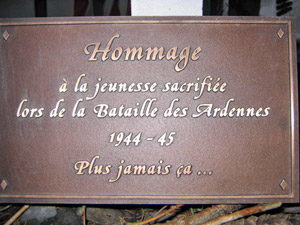 Hommage
à la jeunesse sacrifiée
lors de la Bataille des Ardennes
1944 - 45
Plus jamais ça ...